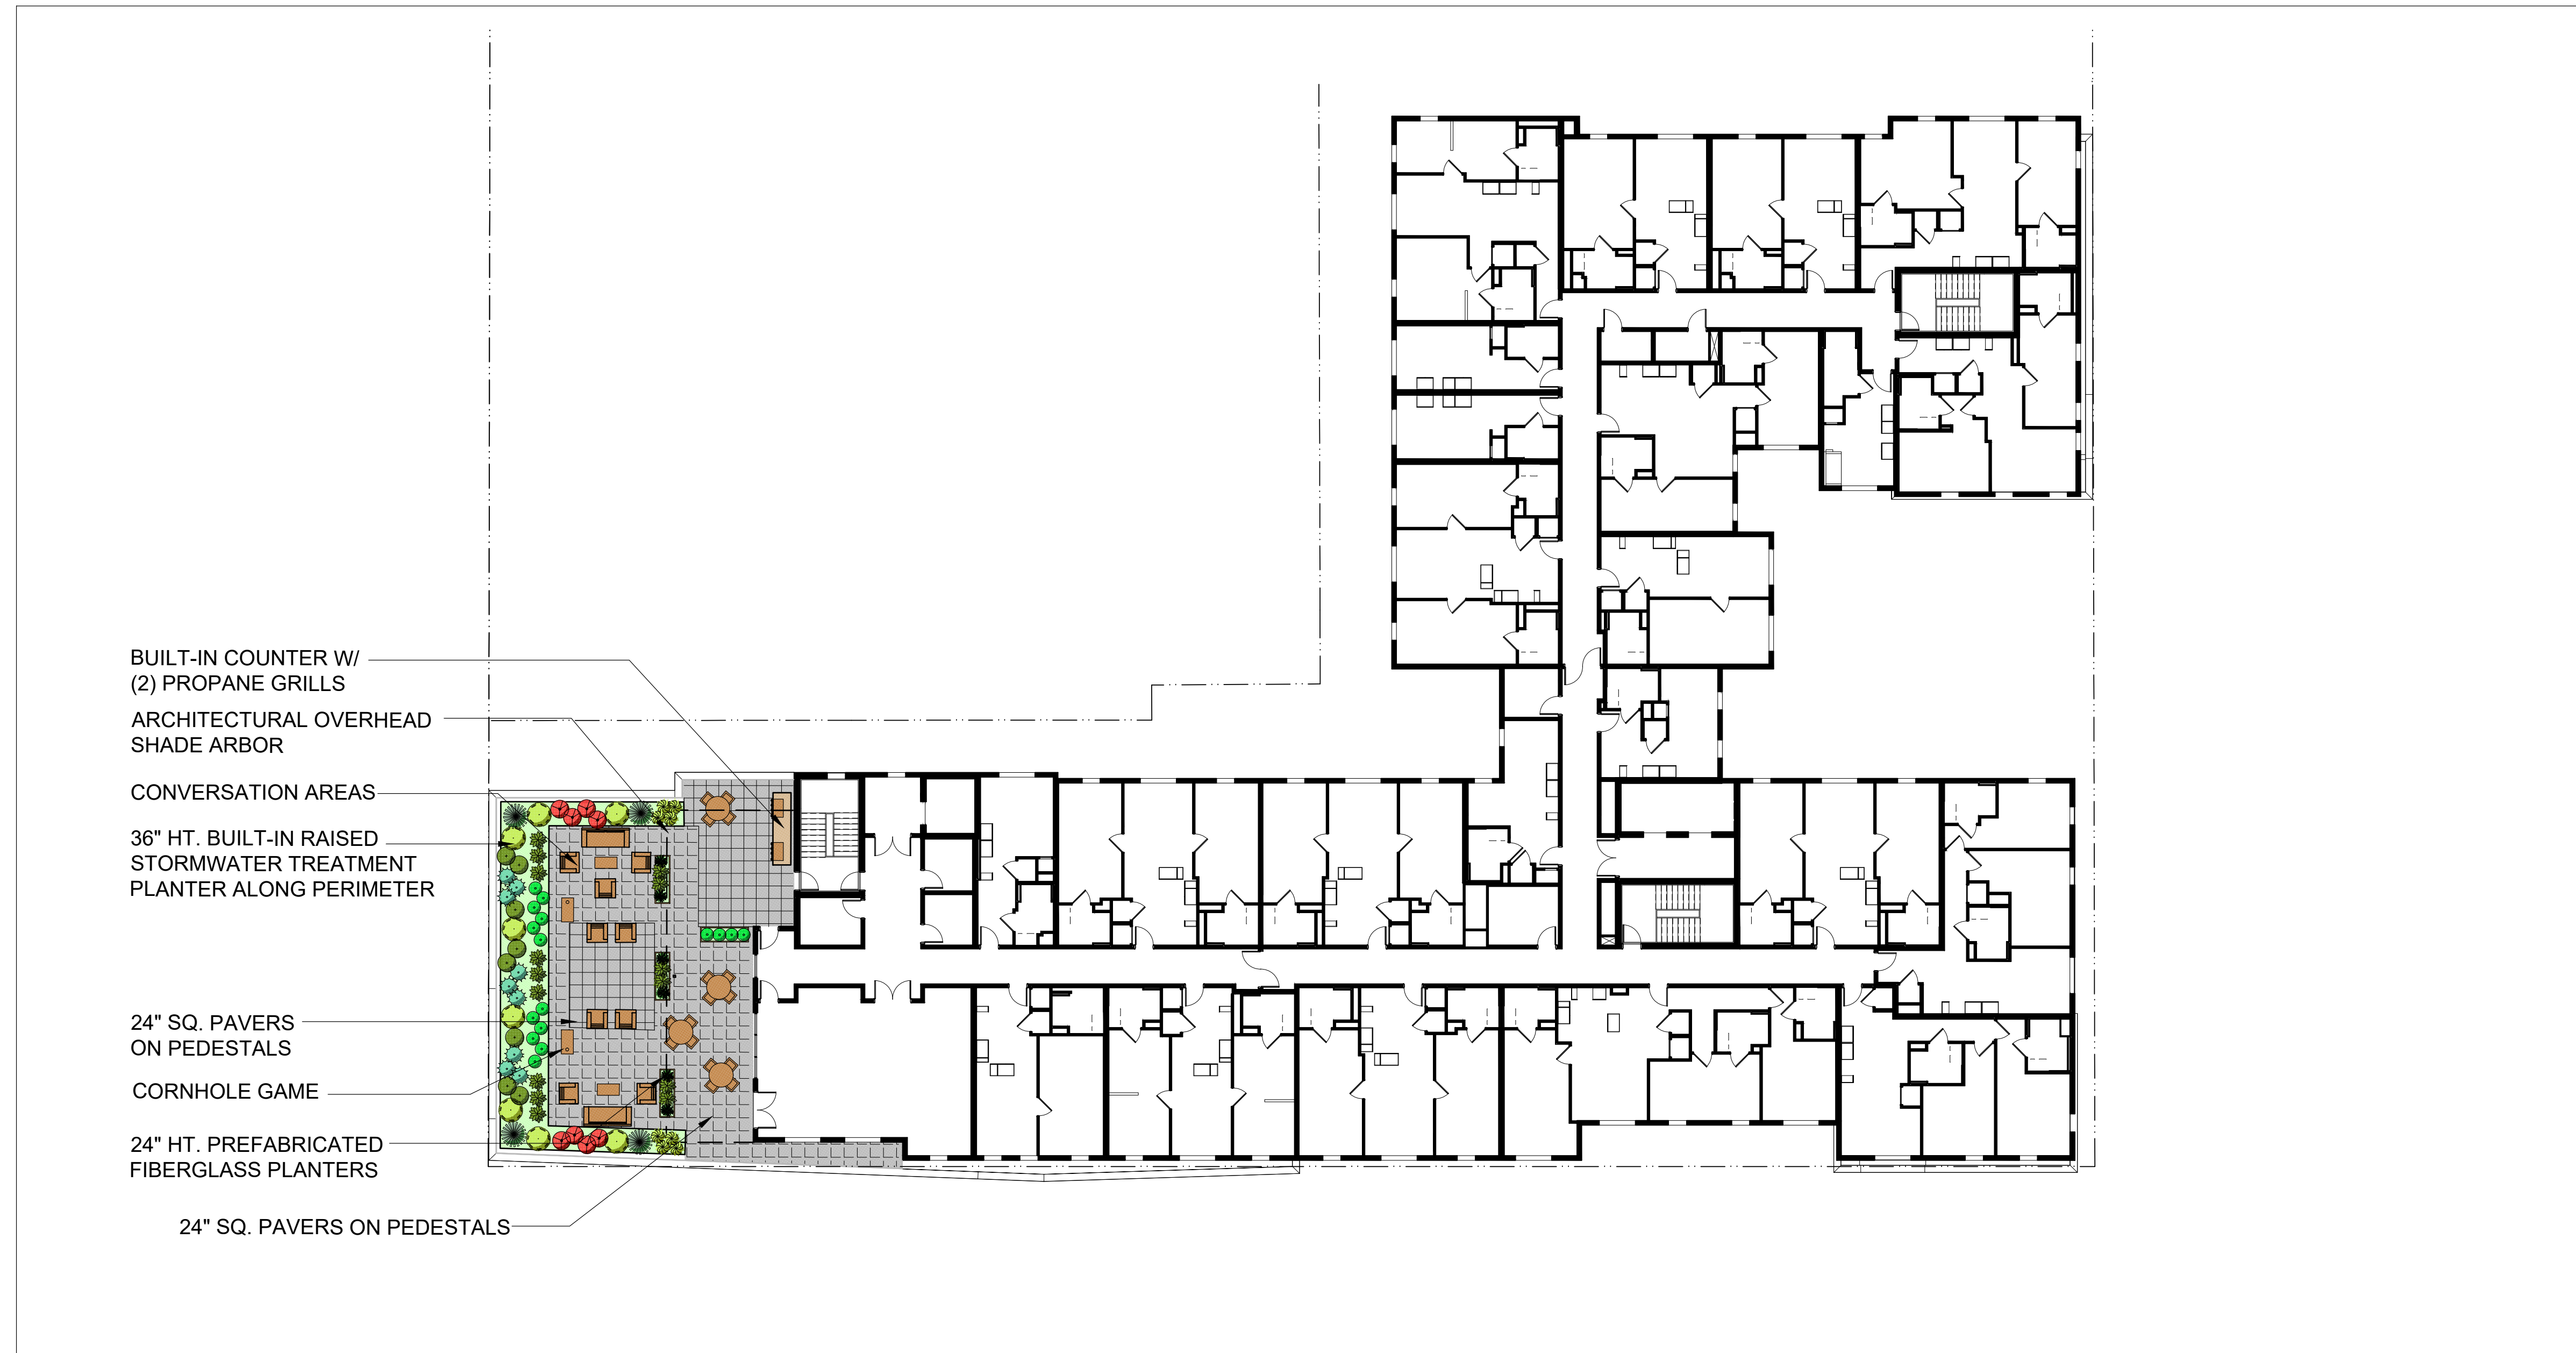 BUILT-IN COUNTER W/
(2) PROPANE GRILLS
ARCHITECTURAL OVERHEAD
SHADE ARBOR
CONVERSATION AREAS
36" HT. BUILT-IN RAISED
STORMWATER TREATMENT
PLANTER ALONG PERIMETER
24" SQ. PAVERS
ON PEDESTALS
CORNHOLE GAME
24" HT. PREFABRICATED
FIBERGLASS PLANTERS
24" SQ. PAVERS ON PEDESTALS